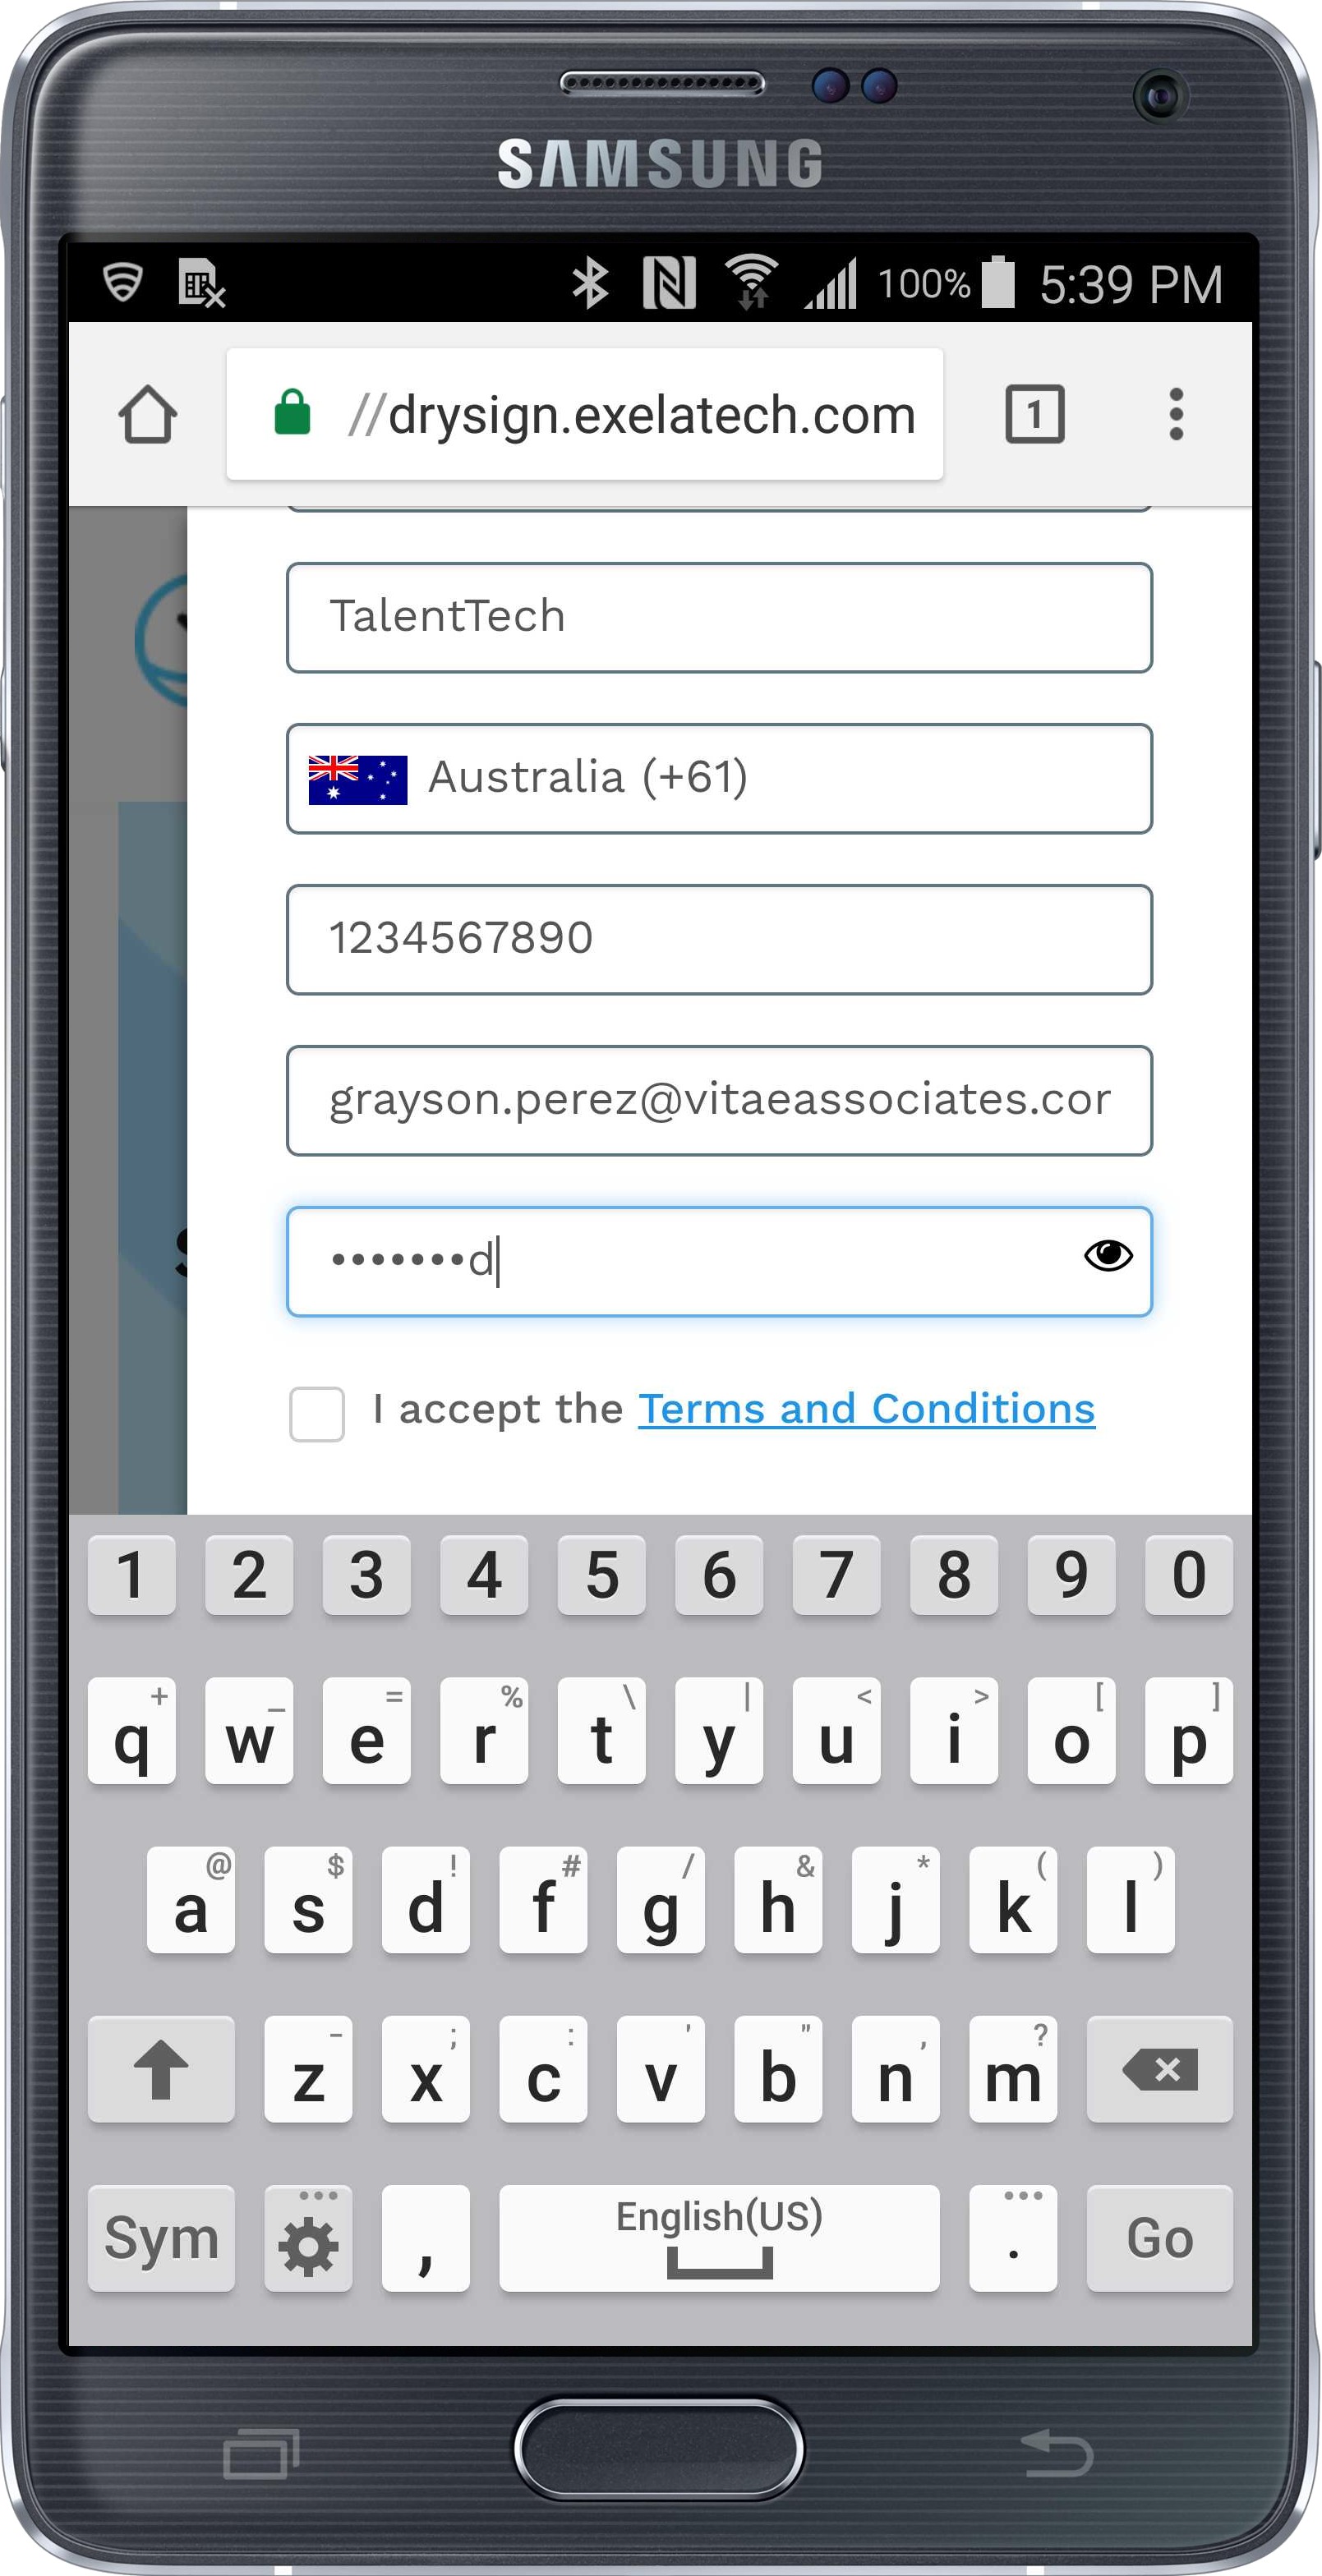 SAMSUNG
100% 5:39 PM
//drysign.exelatech.com 1
TalentTech
Australia (+61)
1234567890
grayson.perez@vitaeassociates.cor
•••••••d
I accept the Terms and Conditions
1 2 3 4 5 6 7 8 9 0
+ _ = % \ | < > [ ]
q w e r t y u i o p
@ $ ! # / & * ( )
a s d f g h j k l
- ; : ' " , ?
z x c v b n m
English(US)
Sym , . Go